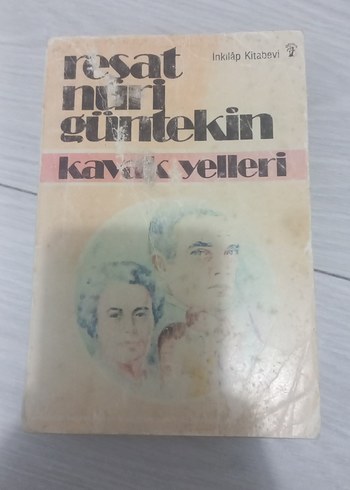 reşat
nuri
güntekin
İnkılâp Kitabevi
kavak yelleri